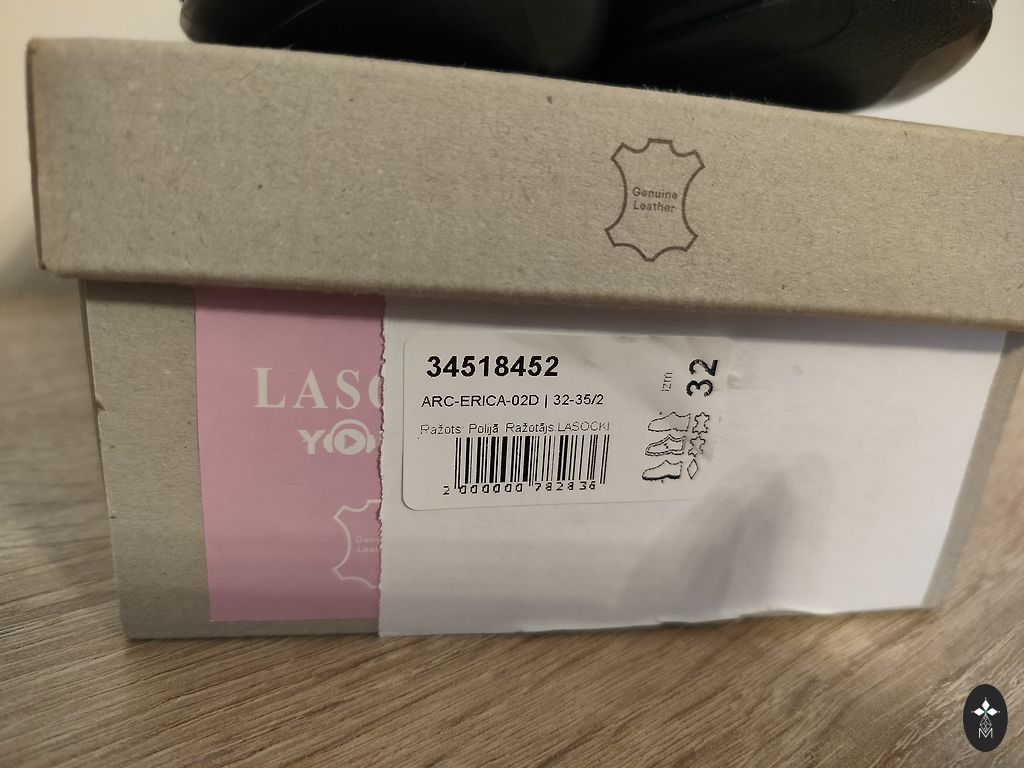 Genuine
Leather
LASO
34518452
ARC-ERICA-02D | 32-35/2
Ražots: Polijā Ražotājs:LASOCKI
2 000000 782836
Izm.
32
M